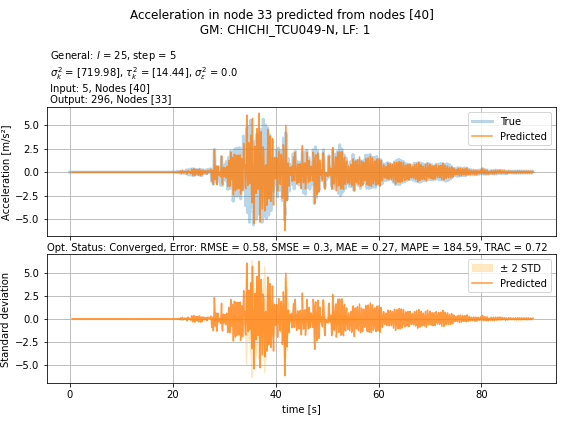 Acceleration in node 33 predicted from nodes [40]
GM: CHICHI_TCU049-N, LF: 1
General: l = 25, step = 5
σ²ₖ = [719.98], τ²ₖ = [14.44], σ²ε = 0.0
Input: 5, Nodes [40]
Output: 296, Nodes [33]
Acceleration [m/s²]
5.0
2.5
0.0
−2.5
−5.0
True
Predicted
Opt. Status: Converged, Error: RMSE = 0.58, SMSE = 0.3, MAE = 0.27, MAPE = 184.59, TRAC = 0.72
Standard deviation
5.0
2.5
0.0
−2.5
−5.0
± 2 STD
Predicted
0 20 40 60 80
time [s]